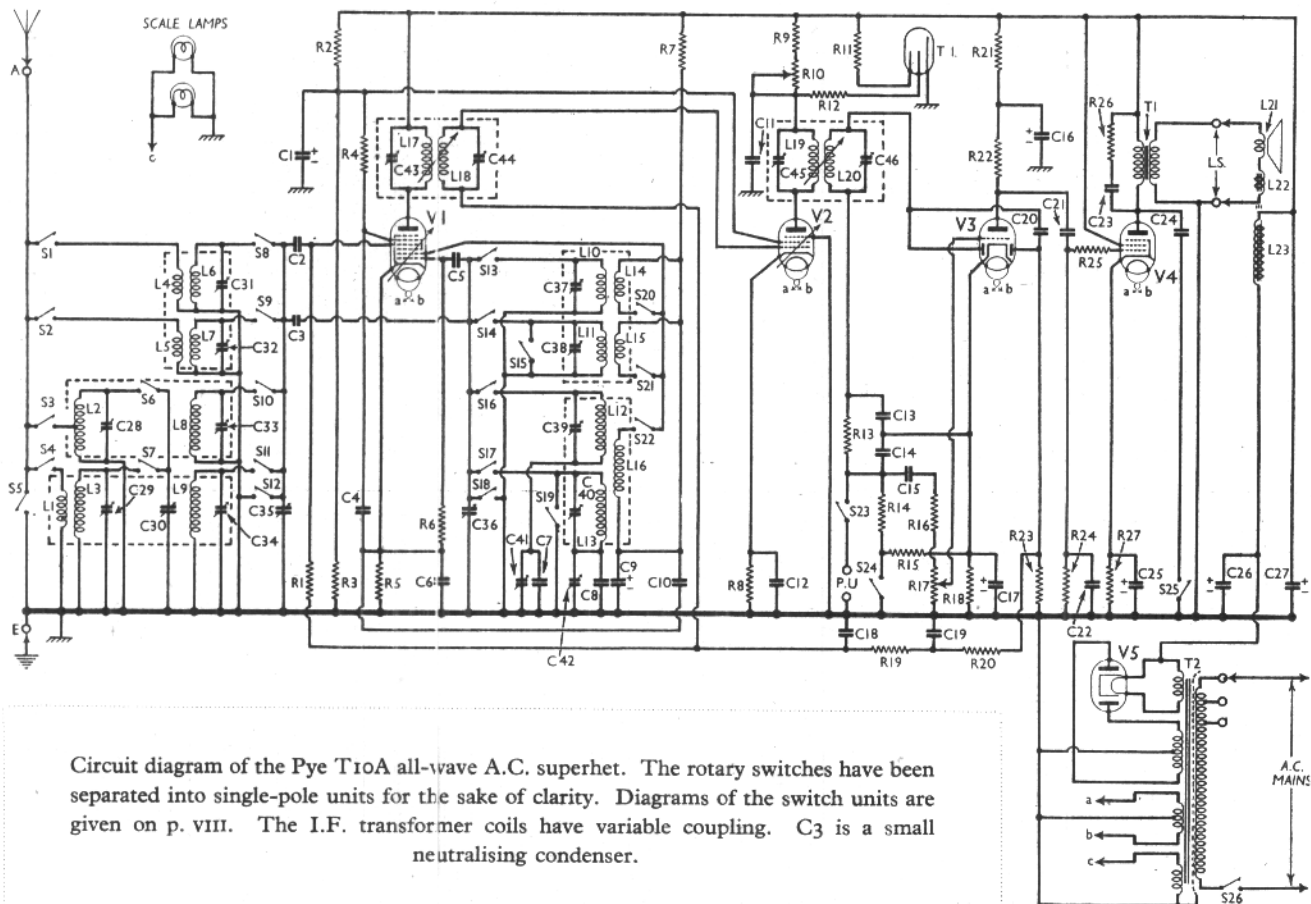 SCALE LAMPS
A
c
R2
R7
R9
R11
T I.
R21
R10
R12
R26
T1
L21
C1
R4
L17
C43
C44
L18
C11
L19
C45
C46
L20
C16
R22
L.S.
L22
V1
V2
V3
C20
C21
C23
C24
L23
S1
L4
L6
S8
C2
C31
C5
S13
L10
L14
C37
S20
R25
V4
a
b
a
b
a
b
a
b
S2
L5
L7
S9
C3
C32
S14
L11
L15
S15
C38
S21
S3
L2
S6
C28
L8
S10
C33
S16
L12
C39
S22
C13
R13
S4
S7
S11
S17
C14
S5
L1
L3
C29
L9
S12
S18
S19
C
40
L16
C15
C30
C35
C34
C4
R6
C36
L13
S23
R14
R16
R23
R24
R27
C41
C7
R15
R1
R3
R5
C6
C8
C9
C10
R8
C12
P.U
S24
R17
R18
C17
C25
S25
C26
C27
E
C42
C18
C19
C22
R19
R20
V5
T2
A.C.
MAINS
a
b
c
S26
Circuit diagram of the Pye T10A all-wave A.C. superhet. The rotary switches have been
separated into single-pole units for the sake of clarity. Diagrams of the switch units are
given on p. VIII. The I.F. transformer coils have variable coupling. C3 is a small
neutralising condenser.